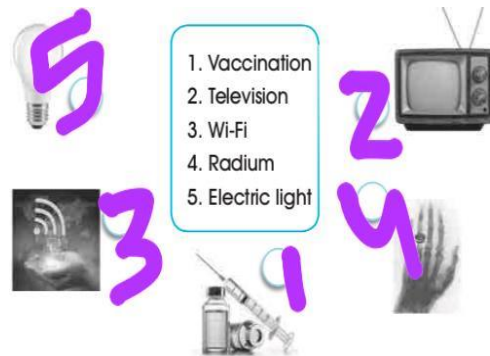 5
1. Vaccination
2. Television
3. Wi-Fi
4. Radium
5. Electric light
2
3
4
1